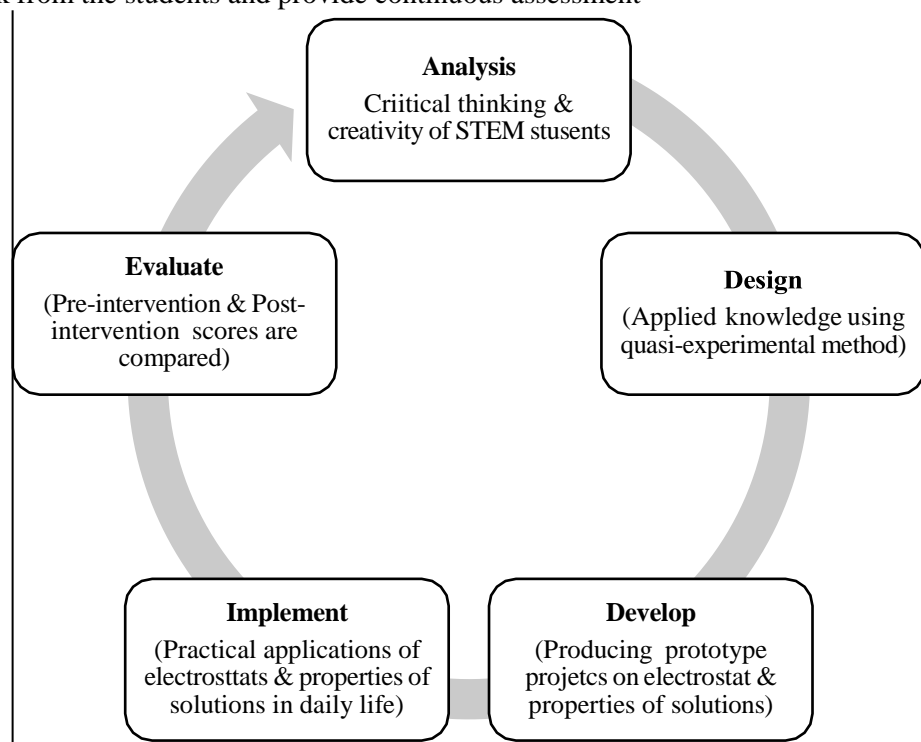 from the students and provide continuous assessment
Analysis
Criitical thinking &
creativity of STEM stusents
Evaluate
(Pre-intervention & Post-
intervention scores are
compared)
Design
(Applied knowledge using
quasi-experimental method)
Implement
(Practical applications of
electrosttats & properties of
solutions in daily life)
Develop
(Producing prototype
projetcs on electrostat &
properties of solutions)